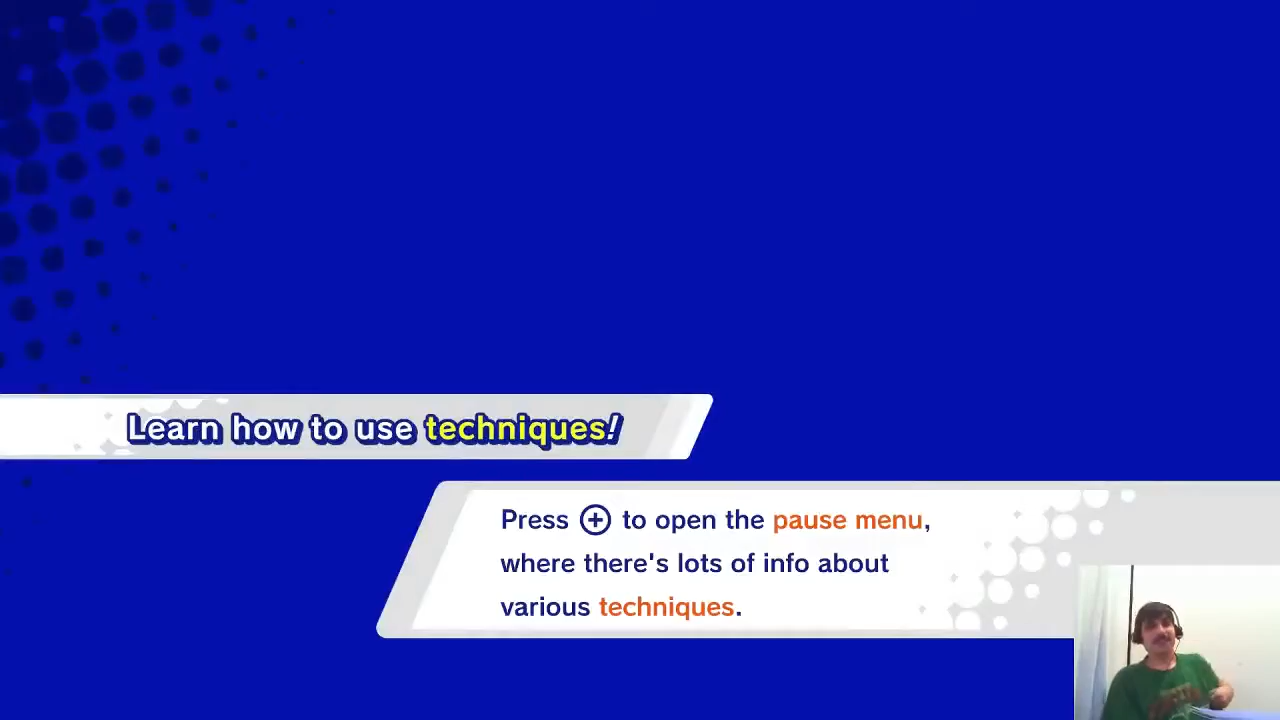 Learn how to use techniques!
Press ⊕ to open the pause menu,
where there's lots of info about
various techniques.